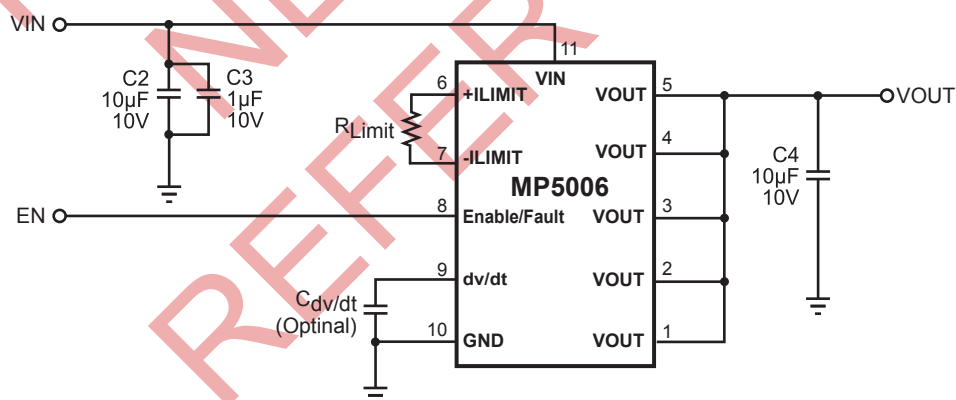 VIN
11
VIN
C2
10µF
10V
C3
1µF
10V
6
+ILIMIT
RLimit
7
-ILIMIT
MP5006
EN
8
Enable/Fault
9
dv/dt
Cdv/dt
(Optinal)
10
GND
VOUT
5
VOUT
VOUT
4
C4
10µF
10V
VOUT
3
VOUT
2
VOUT
1
REFER